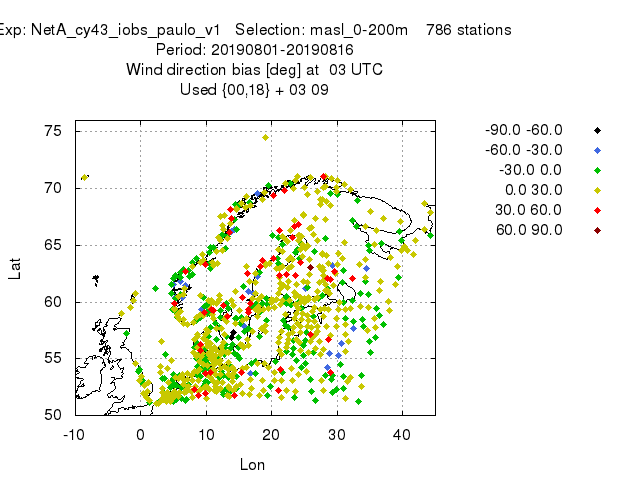 Exp: NetA_cy43_iobs_paulo_v1 Selection: masl_0-200m 786 stations
Period: 20190801-20190816
Wind direction bias [deg] at 03 UTC
Used {00,18} + 03 09
75
70
65
60
55
50
Lat
-10 0 10 20 30 40
Lon
-90.0 -60.0
-60.0 -30.0
-30.0 0.0
0.0 30.0
30.0 60.0
60.0 90.0